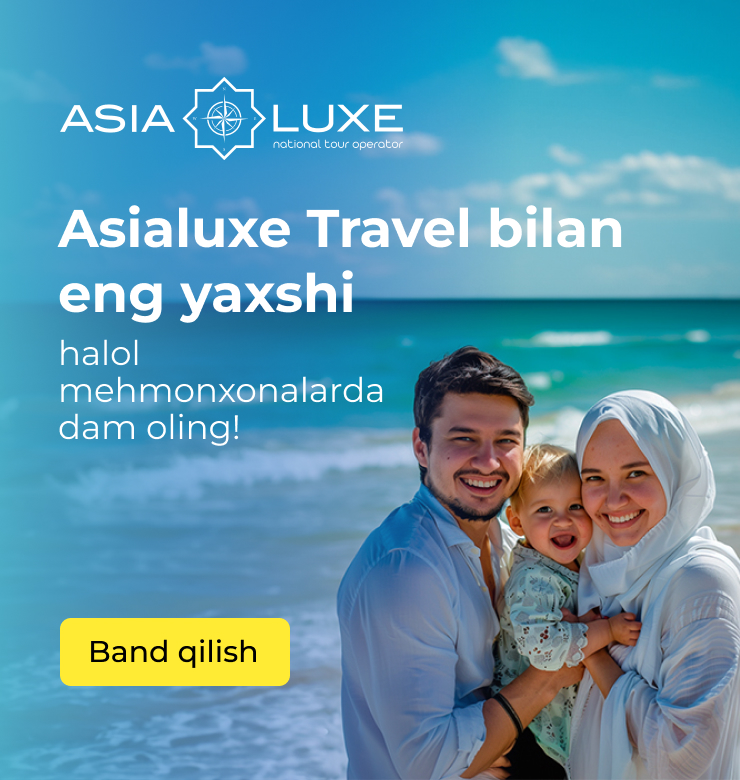 ASIA LUXE
national tour operator
Asialuxe Travel bilan
eng yaxshi
halol
mehmonxonalarda
dam oling!
Band qilish